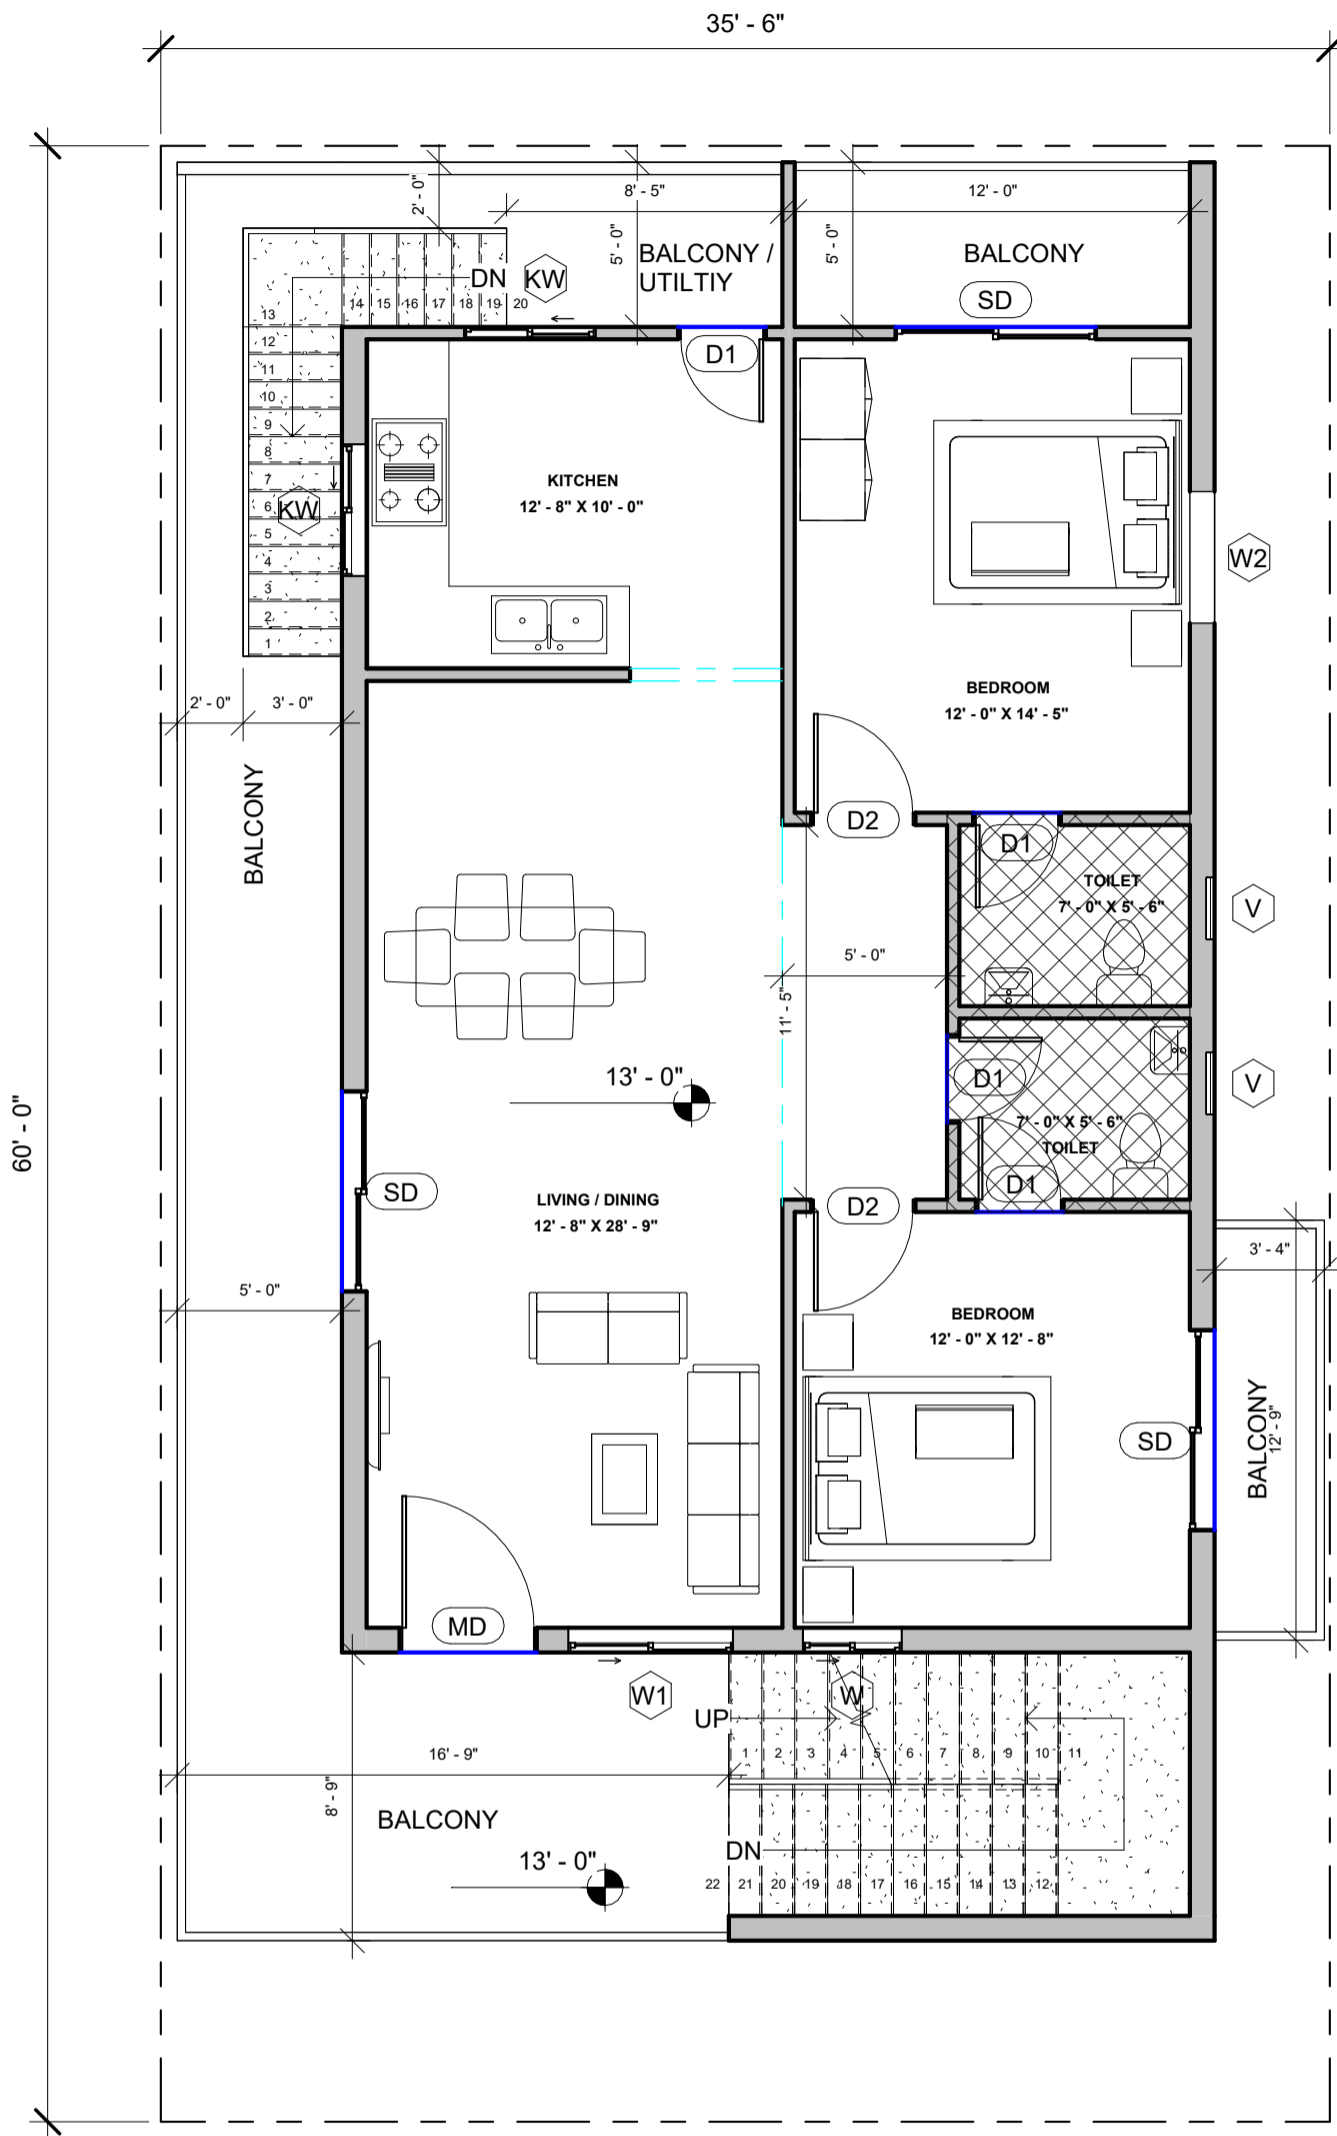 35' - 6"
60' - 0"
2' - 0"
8' - 5"
12' - 0"
5' - 0"
5' - 0"
BALCONY /
UTILTIY
BALCONY
DN
KW
SD
14 15 16 17 18 19 20
13
12
11
10
9
8
7
6
5
4
3
2
1
D1
KW
KITCHEN
12' - 8" X 10' - 0"
W2
BEDROOM
12' - 0" X 14' - 5"
2' - 0"
3' - 0"
BALCONY
D2
D1
TOILET
7' - 0" X 5' - 6"
V
5' - 0"
11' - 5"
13' - 0"
D1
V
7' - 0" X 5' - 6"
TOILET
D1
SD
LIVING / DINING
12' - 8" X 28' - 9"
D2
5' - 0"
3' - 4"
BEDROOM
12' - 0" X 12' - 8"
SD
BALCONY
12' - 9"
MD
W1
W
UP
1 2 3 4 5 6 7 8 9 10 11
16' - 9"
8' - 9"
BALCONY
DN
13' - 0"
22 21 20 19 18 17 16 15 14 13 12